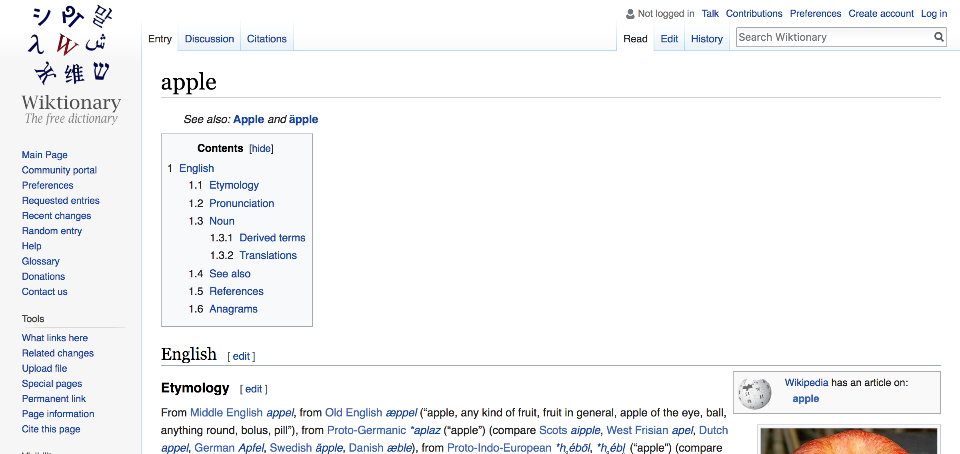 Not logged in Talk Contributions Preferences Create account Log in
Entry Discussion Citations Read Edit History Search Wiktionary
Wiktionary
The free dictionary
Main Page
Community portal
Preferences
Requested entries
Recent changes
Random entry
Help
Glossary
Donations
Contact us
Tools
What links here
Related changes
Upload file
Special pages
Permanent link
Page information
Cite this page
apple
See also: Apple and äpple
Contents [hide]
1 English
1.1 Etymology
1.2 Pronunciation
1.3 Noun
1.3.1 Derived terms
1.3.2 Translations
1.4 See also
1.5 References
1.6 Anagrams
English [ edit ]
Etymology [ edit ]
From Middle English appel, from Old English æppel (“apple, any kind of fruit, fruit in general, apple of the eye, ball,
anything round, bolus, pill”), from Proto-Germanic *aplaz (“apple”) (compare Scots aipple, West Frisian apel, Dutch
appel, German Apfel, Swedish äpple, Danish æble), from Proto-Indo-European (“apple”) (compare
Wikipedia has an article on:
apple